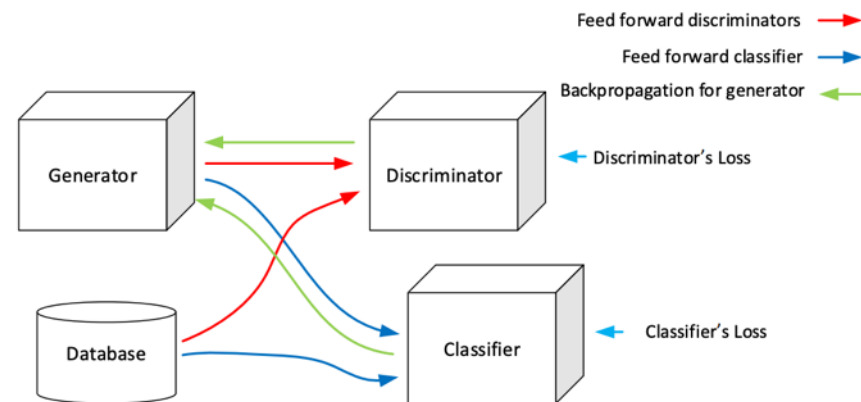 Feed forward discriminators
Feed forward classifier
Backpropagation for generator
Generator
Discriminator
Discriminator's Loss
Database
Classifier
Classifier's Loss